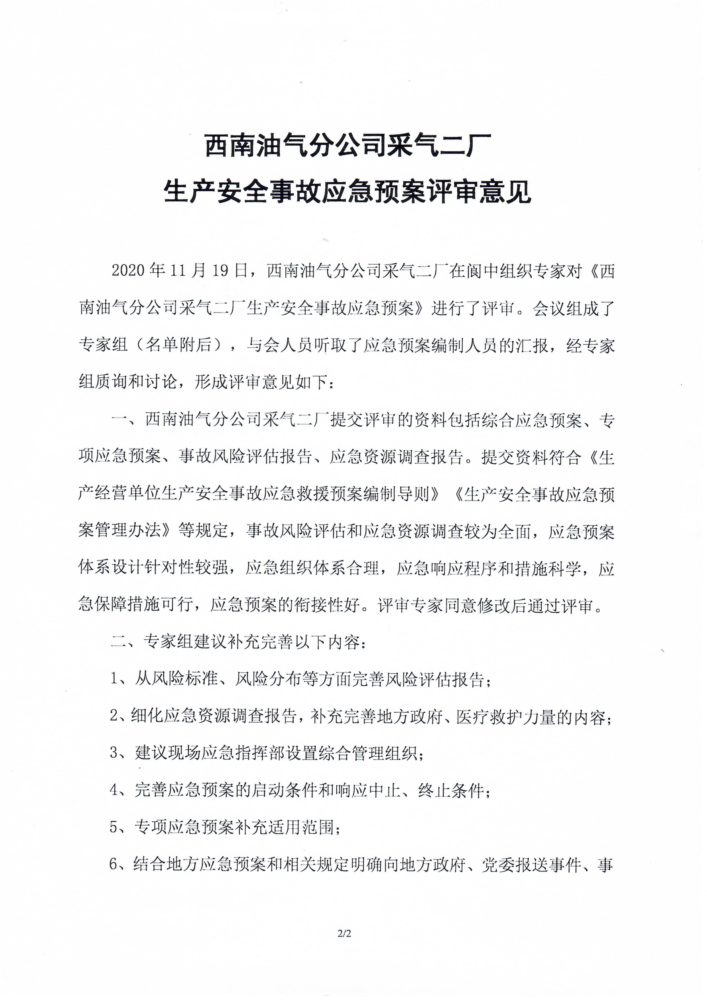 西南油气分公司采气二厂
生产安全事故应急预案评审意见
2020 年 11 月 19 日，西南油气分公司采气二厂在阆中组织专家对《西
南油气分公司采气二厂生产安全事故应急预案》进行了评审。会议组成了
专家组（名单附后），与会人员听取了应急预案编制人员的汇报，经专家
组质询和讨论，形成评审意见如下：
一、西南油气分公司采气二厂提交评审的资料包括综合应急预案、专
项应急预案、事故风险评估报告、应急资源调查报告。提交资料符合《生
产经营单位生产安全事故应急救援预案编制导则》《生产安全事故应急预
案管理办法》等规定，事故风险评估和应急资源调查较为全面，应急预案
体系设计针对性较强，应急组织体系合理，应急响应程序和措施科学，应
急保障措施可行，应急预案的衔接性好。评审专家同意修改后通过评审。
二、专家组建议补充完善以下内容：
1、从风险标准、风险分布等方面完善风险评估报告；
2、细化应急资源调查报告，补充完善地方政府、医疗救护力量的内容；
3、建议现场应急指挥部设置综合管理组织；
4、完善应急预案的启动条件和响应中止、终止条件；
5、专项应急预案补充适用范围；
6、结合地方应急预案和相关规定明确向地方政府、党委报送事件、事
2/2